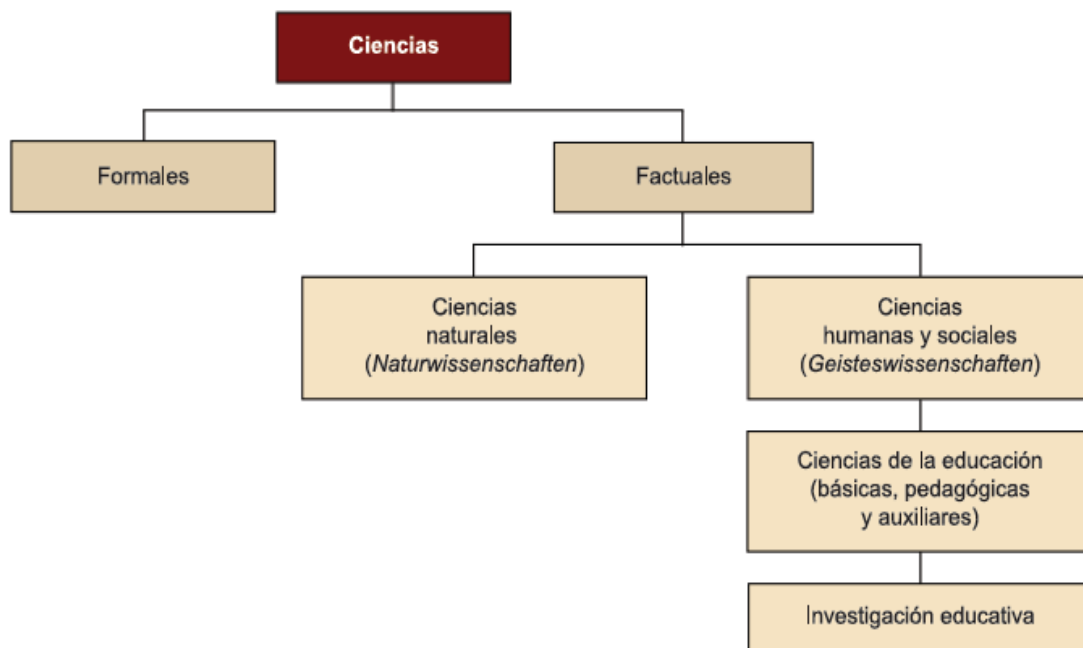 Ciencias
Formales
Factuales
Ciencias
naturales
(Naturwissenschaften)
Ciencias
humanas y sociales
(Geisteswissenschaften)
Ciencias de la educación
(básicas, pedagógicas
y auxiliares)
Investigación educativa